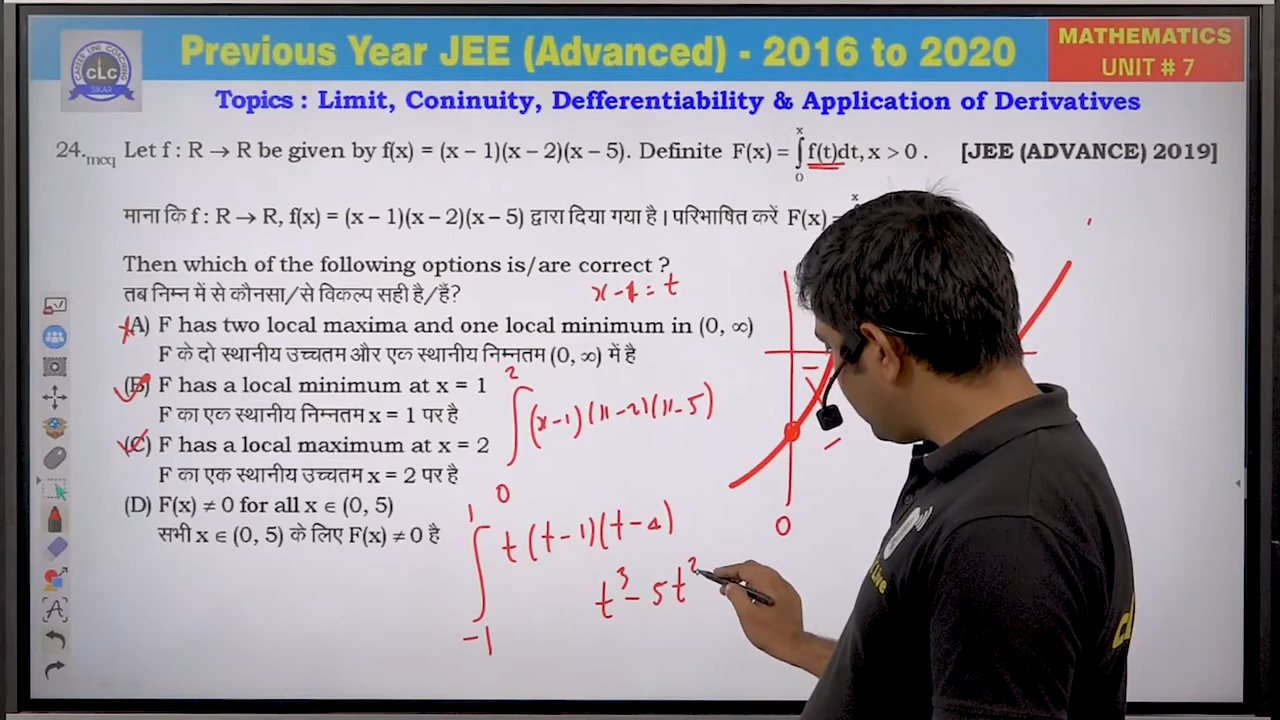 Previous Year JEE (Advanced) - 2016 to 2020
MATHEMATICS
UNIT # 7
CLC
SIKAR
Topics : Limit, Coninuity, Defferentiability & Application of Derivatives
24.mcq Let f : R → R be given by f(x) = (x – 1)(x – 2)(x – 5). Definite F(x) = ∫₀ˣ f(t)dt, x > 0 . [JEE (ADVANCE) 2019]
माना कि f : R → R, f(x) = (x – 1)(x – 2)(x – 5) द्वारा दिया गया है। परिभाषित करें F(x)
Then which of the following options is/are correct ?
तब निम्न में से कौनसा/से विकल्प सही है/हैं?
x-1=t
(A) F has two local maxima and one local minimum in (0, ∞)
F के दो स्थानीय उच्चतम और एक स्थानीय निम्नतम (0, ∞) में है
(B) F has a local minimum at x = 1
F का एक स्थानीय निम्नतम x = 1 पर है
(C) F has a local maximum at x = 2
F का एक स्थानीय उच्चतम x = 2 पर है
(D) F(x) ≠ 0 for all x ∈ (0, 5)
सभी x ∈ (0, 5) के लिए F(x) ≠ 0 है
∫₀² (x-1)(x-2)(x-5)
∫₋₁¹ t(t-1)(t-4)
t³-5t²
0